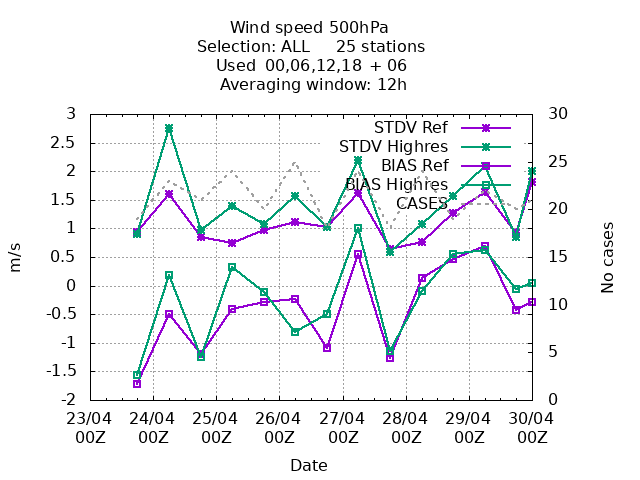 Wind speed 500hPa
Selection: ALL 25 stations
Used 00,06,12,18 + 06
Averaging window: 12h
STDV Ref
STDV Highres
BIAS Ref
BIAS Highres
CASES
3
2.5
2
1.5
1
0.5
0
-0.5
-1
-1.5
-2
m/s
30
25
20
15
10
5
0
No cases
23/04 24/04 25/04 26/04 27/04 28/04 29/04 30/04
00Z 00Z 00Z 00Z 00Z 00Z 00Z 00Z
Date